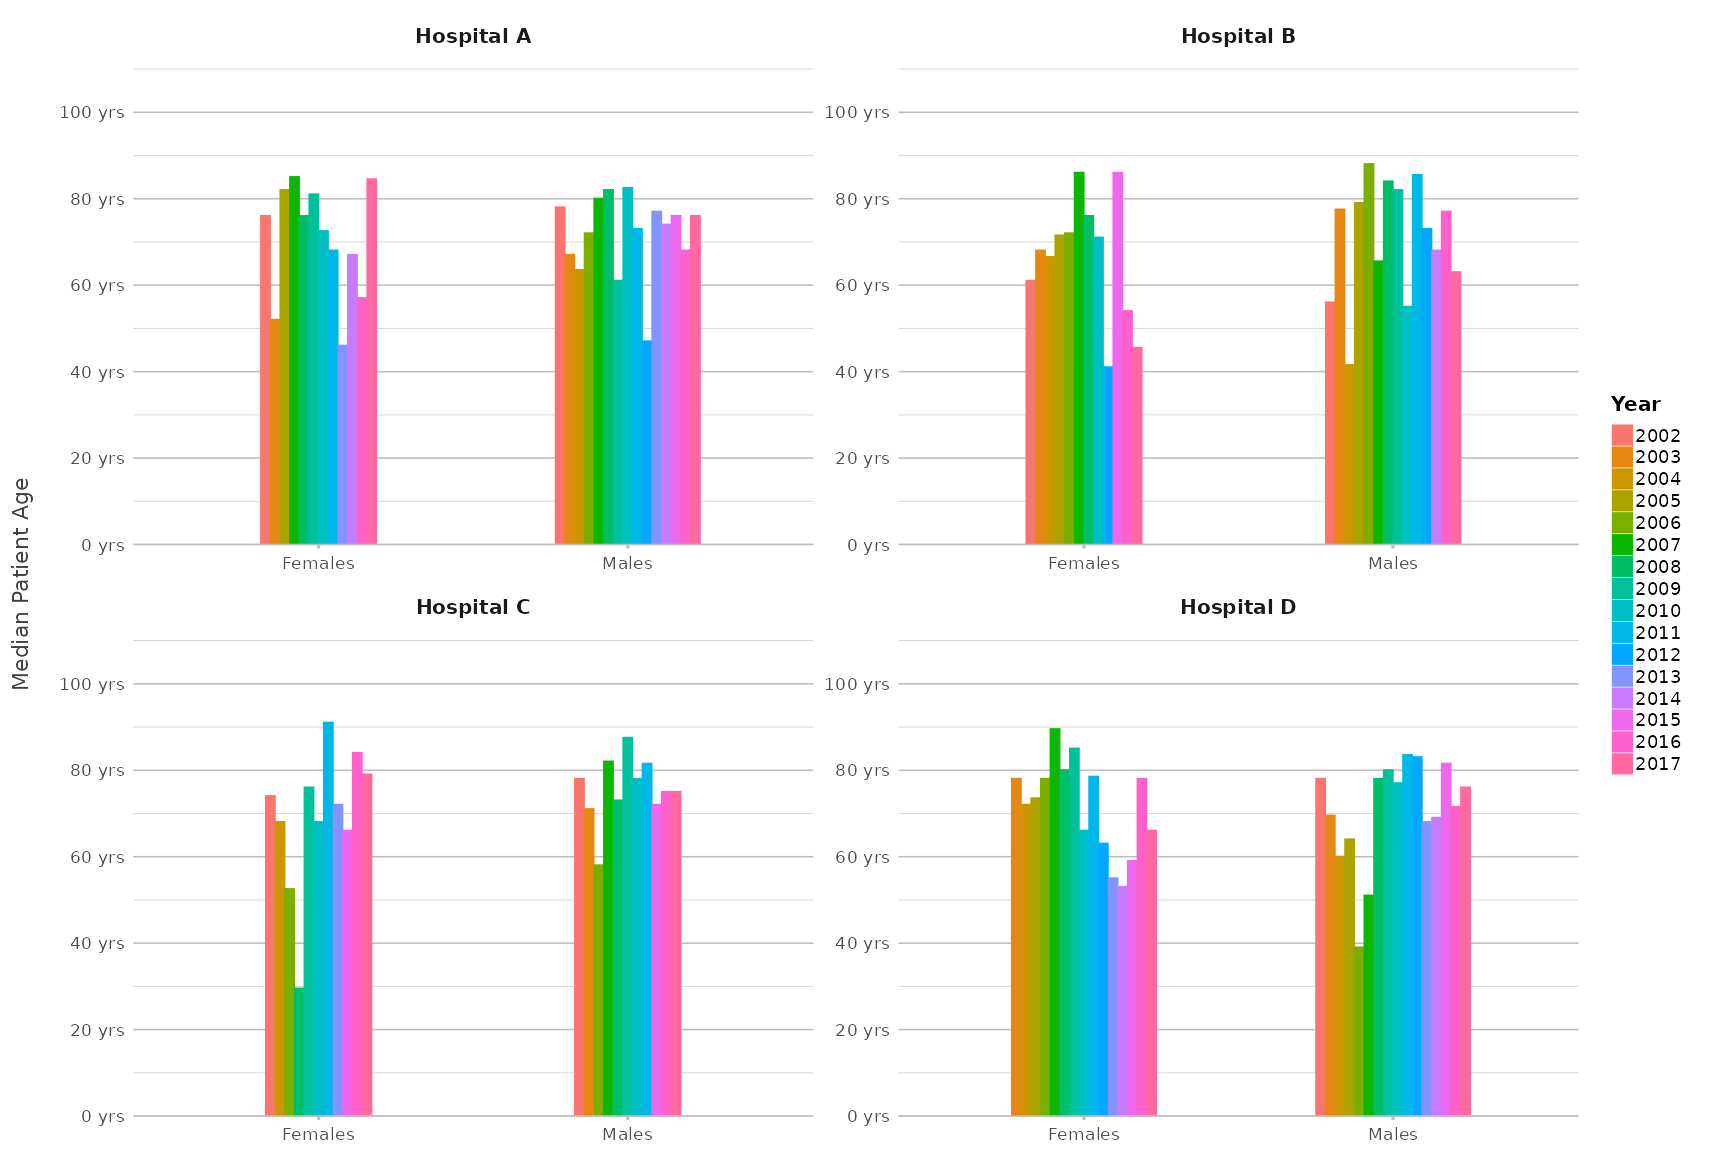 Hospital A
Hospital B
100 yrs
80 yrs
60 yrs
40 yrs
20 yrs
0 yrs
Females
Males
100 yrs
80 yrs
60 yrs
40 yrs
20 yrs
0 yrs
Females
Males
Median Patient Age
Hospital C
Hospital D
100 yrs
80 yrs
60 yrs
40 yrs
20 yrs
0 yrs
Females
Males
100 yrs
80 yrs
60 yrs
40 yrs
20 yrs
0 yrs
Females
Males
Year
2002
2003
2004
2005
2006
2007
2008
2009
2010
2011
2012
2013
2014
2015
2016
2017